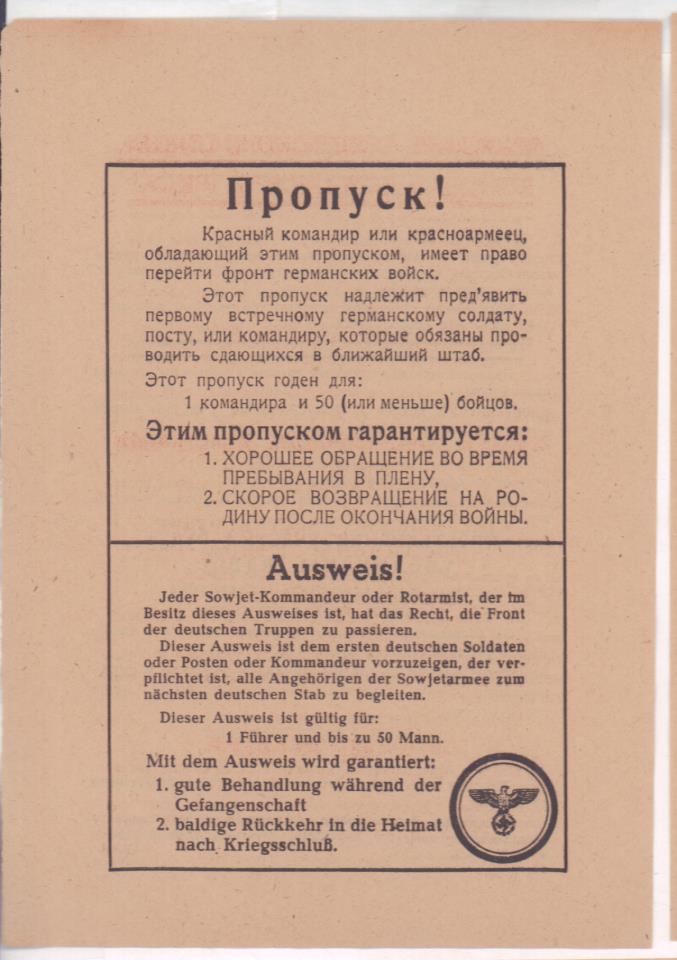 Пропуск!
Красный командир или красноармеец,
обладающий этим пропуском, имеет право
перейти фронт германских войск.
Этот пропуск надлежит пред'явить
первому встречному германскому солдату,
посту, или командиру, которые обязаны про-
водить сдающихся в ближайший штаб.
Этот пропуск годен для:
1 командира и 50 (или меньше) бойцов.
Этим пропуском гарантируется:
1. ХОРОШЕЕ ОБРАЩЕНИЕ ВО ВРЕМЯ
ПРЕБЫВАНИЯ В ПЛЕНУ,
2. СКОРОЕ ВОЗВРАЩЕНИЕ НА РО-
ДИНУ ПОСЛЕ ОКОНЧАНИЯ ВОЙНЫ.
Ausweis!
Jeder Sowjet-Kommandeur oder Rotarmist, der im
Besitz dieses Ausweises ist, hat das Recht, die Front
der deutschen Truppen zu passieren.
Dieser Ausweis ist dem ersten deutschen Soldaten
oder Posten oder Kommandeur vorzuzeigen, der ver-
pflichtet ist, alle Angehörigen der Sowjetarmee zum
nächsten deutschen Stab zu begleiten.
Dieser Ausweis ist gültig für:
1 Führer und bis zu 50 Mann.
Mit dem Ausweis wird garantiert:
1. gute Behandlung während der
Gefangenschaft
2. baldige Rückkehr in die Heimat
nach Kriegsschluß.